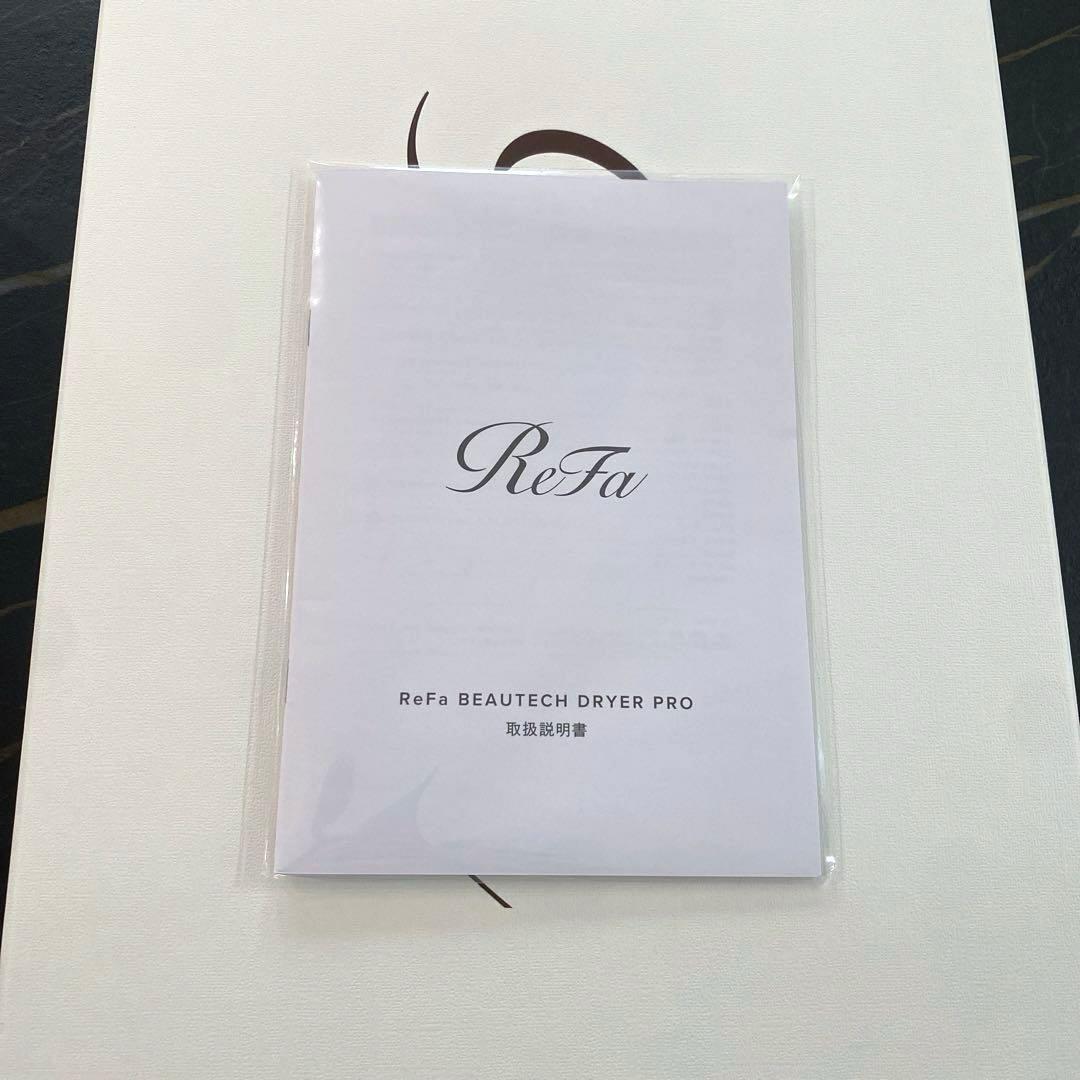 ReFa
ReFa BEAUTECH DRYER PRO
取扱説明書